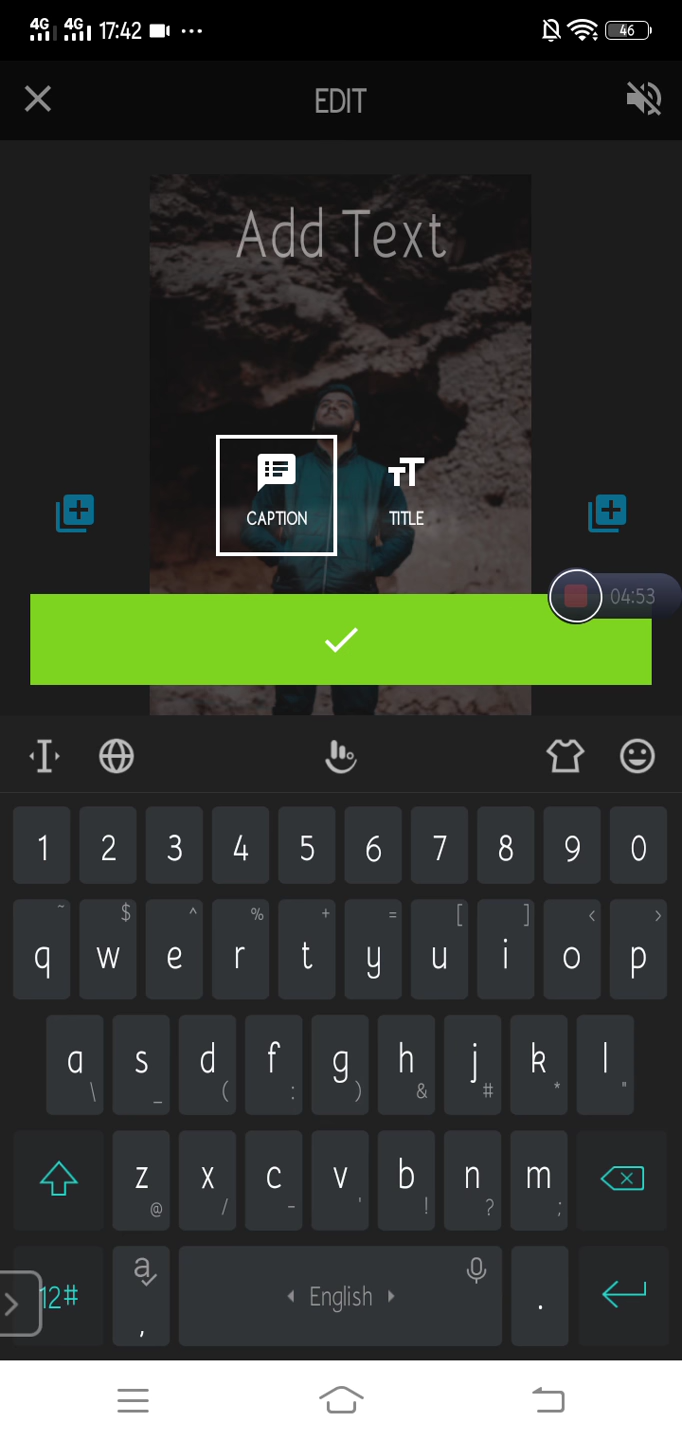 4G 4G 17:42 ... 46
EDIT
Add Text
CAPTION TITLE
04:53
1 2 3 4 5 6 7 8 9 0
~ $ ^ % + = [ ] < >
q w e r t y u i o p
a s d f g h j k l
\ _ ( : ) & # * "
z x c v b n m
@ / - ' ! ? ;
12# a , English .